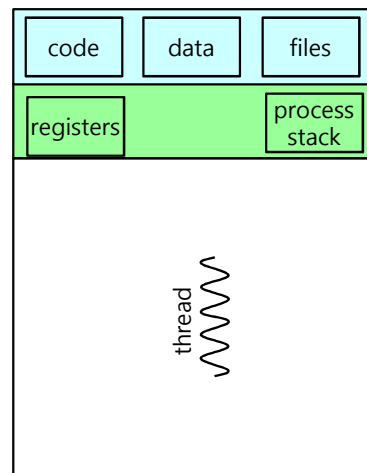 code
data
files
registers
process
stack
thread